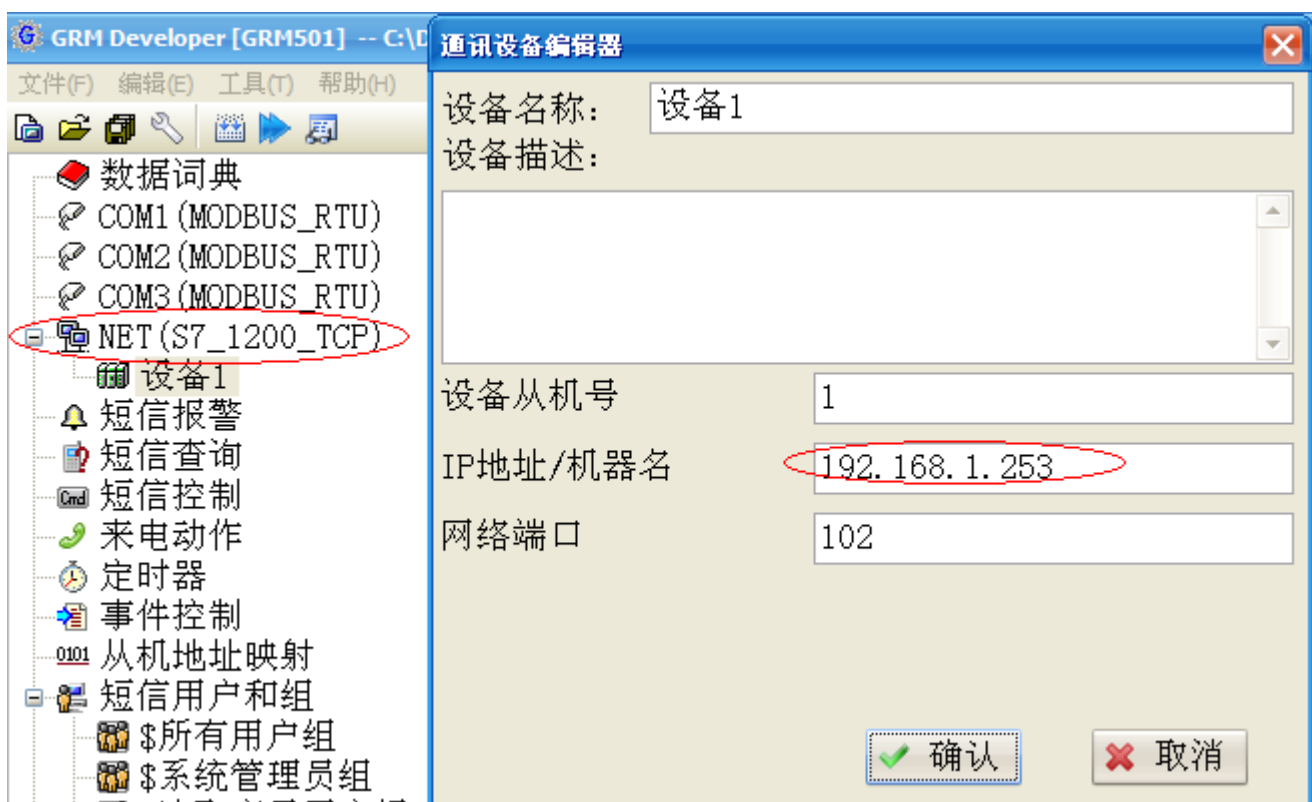 GRM Developer [GRM501] -- C:\D
文件(F) 编辑(E) 工具(T) 帮助(H)
数据词典
COM1(MODBUS_RTU)
COM2(MODBUS_RTU)
COM3(MODBUS_RTU)
NET(S7_1200_TCP)
设备1
短信报警
短信查询
Cmd 短信控制
来电动作
定时器
事件控制
0101 从机地址映射
短信用户和组
$所有用户组
$系统管理员组
通讯设备编辑器
设备名称： 设备1
设备描述：
设备从机号 1
IP地址/机器名 192.168.1.253
网络端口 102
确认 取消